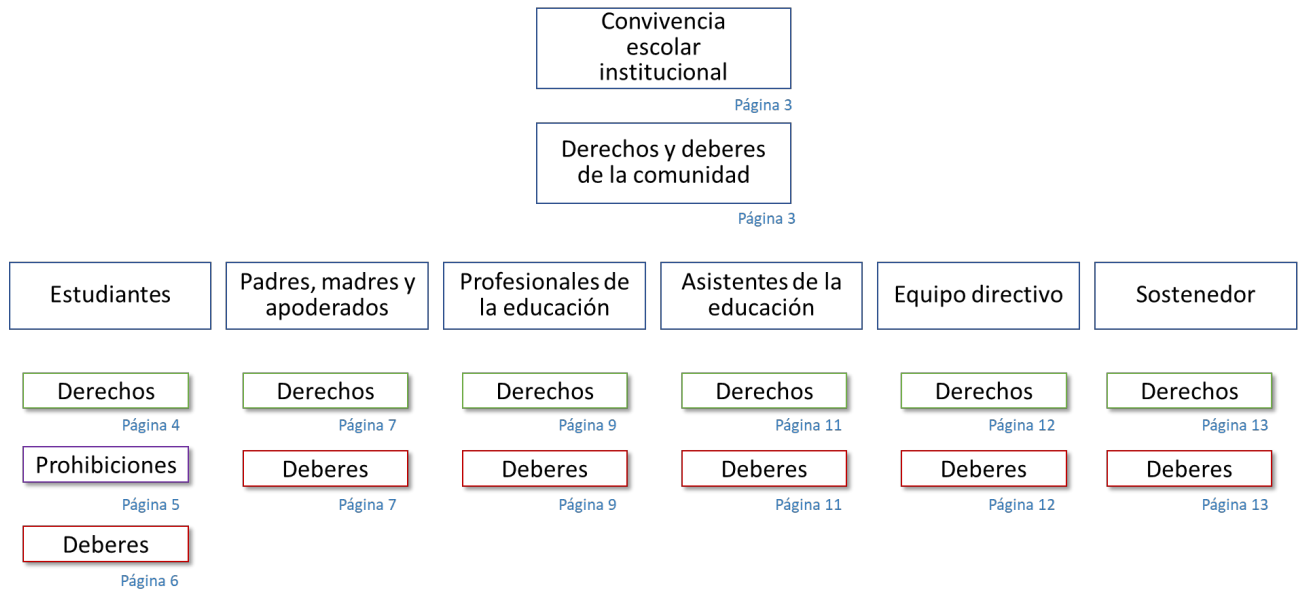 Convivencia
escolar
institucional
Página 3
Derechos y deberes
de la comunidad
Página 3
Estudiantes
Padres, madres y
apoderados
Profesionales de
la educación
Asistentes de la
educación
Equipo directivo
Sostenedor
Derechos
Página 4
Prohibiciones
Página 5
Deberes
Página 6
Derechos
Página 7
Deberes
Página 7
Derechos
Página 9
Deberes
Página 9
Derechos
Página 11
Deberes
Página 11
Derechos
Página 12
Deberes
Página 12
Derechos
Página 13
Deberes
Página 13